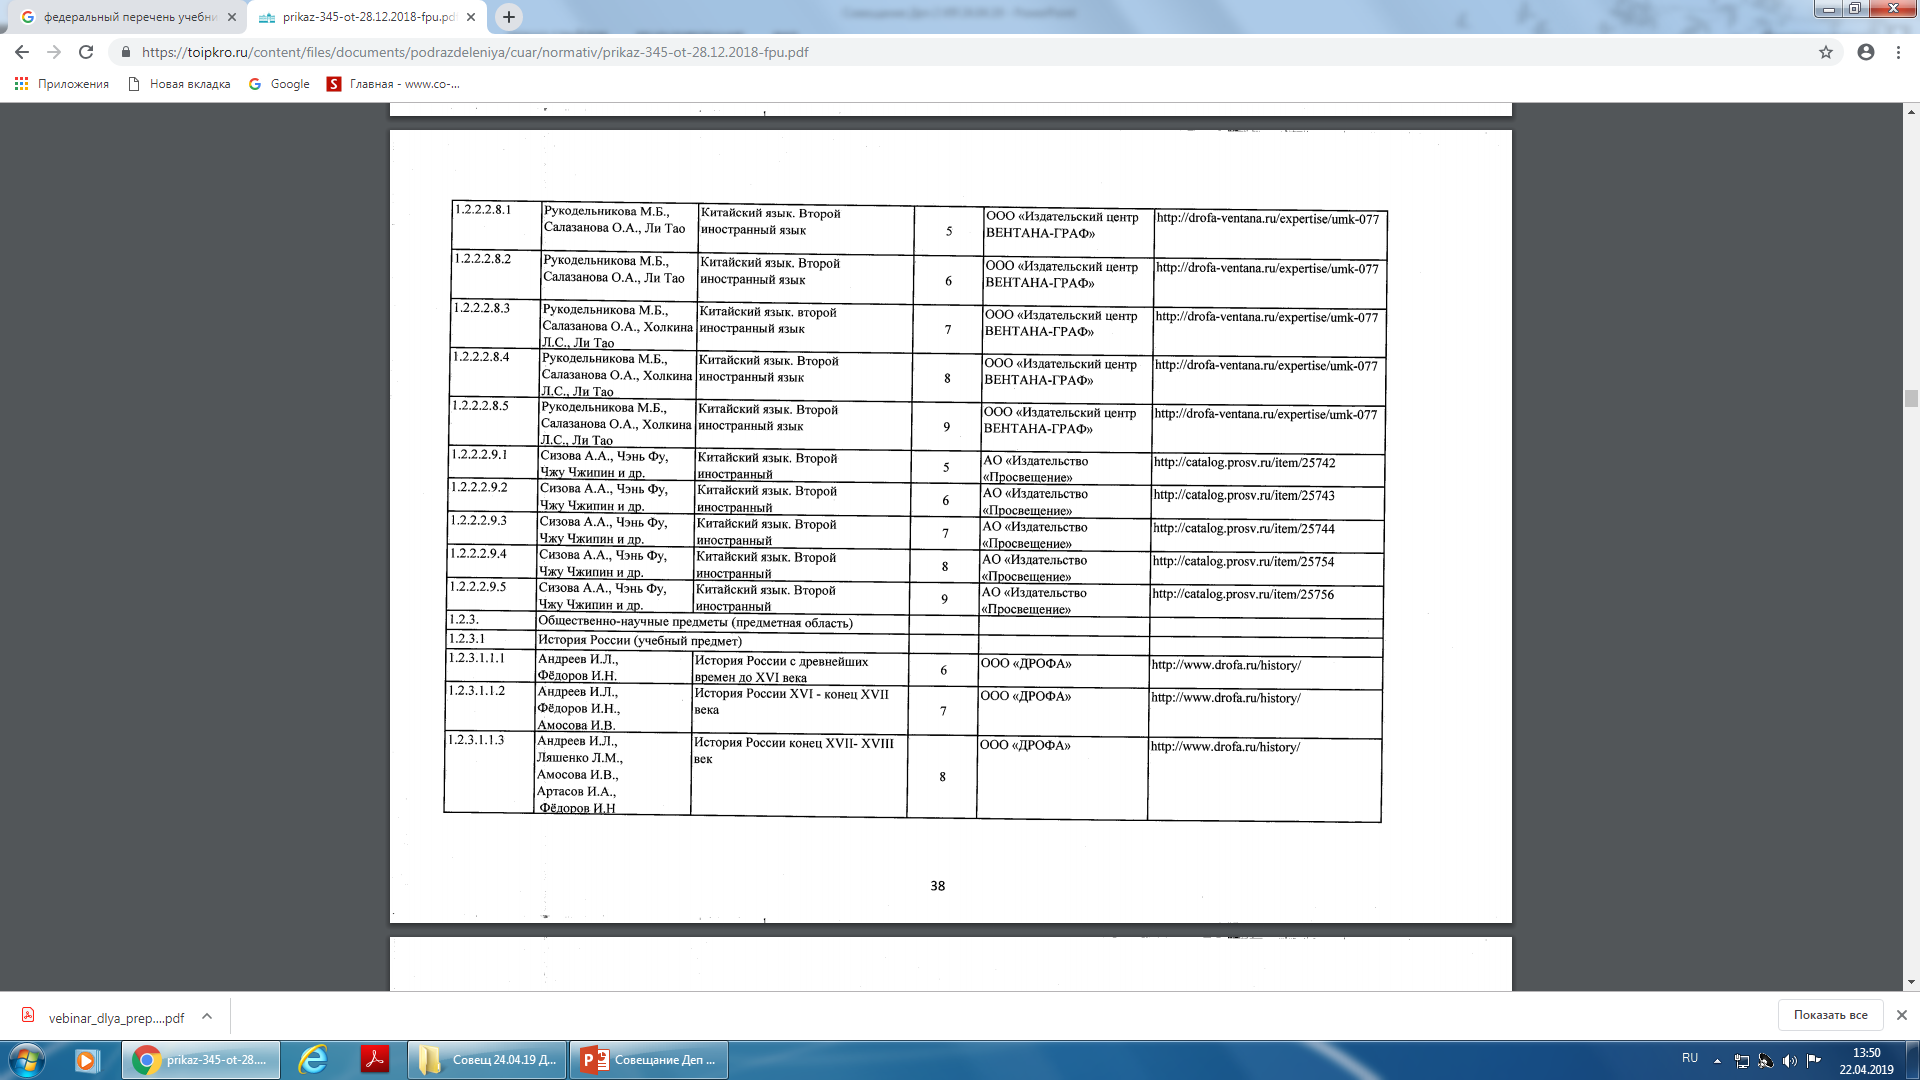 федеральный перечень учебни
prikaz-345-ot-28.12.2018-fpu.pd
https://toipkro.ru/content/files/documents/podrazdeleniya/cuar/normativ/prikaz-345-ot-28.12.2018-fpu.pdf
Приложения Новая вкладка Google Главная - www.co-...
1.2.2.2.8.1 Рукодельникова М.Б., Китайский язык. Второй 5 ООО «Издательский центр http://drofa-ventana.ru/expertise/umk-077
Салазанова О.А., Ли Тао иностранный язык ВЕНТАНА-ГРАФ»
1.2.2.2.8.2 Рукодельникова М.Б., Китайский язык. Второй 6 ООО «Издательский центр http://drofa-ventana.ru/expertise/umk-077
Салазанова О.А., Ли Тао иностранный язык ВЕНТАНА-ГРАФ»
1.2.2.2.8.3 Рукодельникова М.Б., Китайский язык. второй 7 ООО «Издательский центр http://drofa-ventana.ru/expertise/umk-077
Салазанова О.А., Холкина иностранный язык ВЕНТАНА-ГРАФ»
Л.С., Ли Тао
1.2.2.2.8.4 Рукодельникова М.Б., Китайский язык. Второй 8 ООО «Издательский центр http://drofa-ventana.ru/expertise/umk-077
Салазанова О.А., Холкина иностранный язык ВЕНТАНА-ГРАФ»
Л.С., Ли Тао
1.2.2.2.8.5 Рукодельникова М.Б., Китайский язык. Второй 9 ООО «Издательский центр http://drofa-ventana.ru/expertise/umk-077
Салазанова О.А., Холкина иностранный язык ВЕНТАНА-ГРАФ»
Л.С., Ли Тао
1.2.2.2.9.1 Сизова А.А., Чэнь Фу, Китайский язык. Второй 5 АО «Издательство http://catalog.prosv.ru/item/25742
Чжу Чжипин и др. иностранный «Просвещение»
1.2.2.2.9.2 Сизова А.А., Чэнь Фу, Китайский язык. Второй 6 АО «Издательство http://catalog.prosv.ru/item/25743
Чжу Чжипин и др. иностранный «Просвещение»
1.2.2.2.9.3 Сизова А.А., Чэнь Фу, Китайский язык. Второй 7 АО «Издательство http://catalog.prosv.ru/item/25744
Чжу Чжипин и др. иностранный «Просвещение»
1.2.2.2.9.4 Сизова А.А., Чэнь Фу, Китайский язык. Второй 8 АО «Издательство http://catalog.prosv.ru/item/25754
Чжу Чжипин и др. иностранный «Просвещение»
1.2.2.2.9.5 Сизова А.А., Чэнь Фу, Китайский язык. Второй 9 АО «Издательство http://catalog.prosv.ru/item/25756
Чжу Чжипин и др. иностранный «Просвещение»
1.2.3. Общественно-научные предметы (предметная область)
1.2.3.1 История России (учебный предмет)
1.2.3.1.1.1 Андреев И.Л., История России с древнейших 6 ООО «ДРОФА» http://www.drofa.ru/history/
Фёдоров И.Н. времен до XVI века
1.2.3.1.1.2 Андреев И.Л., История России XVI - конец XVII 7 ООО «ДРОФА» http://www.drofa.ru/history/
Фёдоров И.Н., века
Амосова И.В.
1.2.3.1.1.3 Андреев И.Л., История России конец XVII- XVIII 8 ООО «ДРОФА» http://www.drofa.ru/history/
Ляшенко Л.М., век
Амосова И.В.,
Артасов И.А.,
Фёдоров И.Н
38
vebinar_dlya_prep....pdf
Показать все
prikaz-345-ot-28....
Совещ 24.04.19 Д...
Совещание Деп ...
RU
13:50
22.04.2019